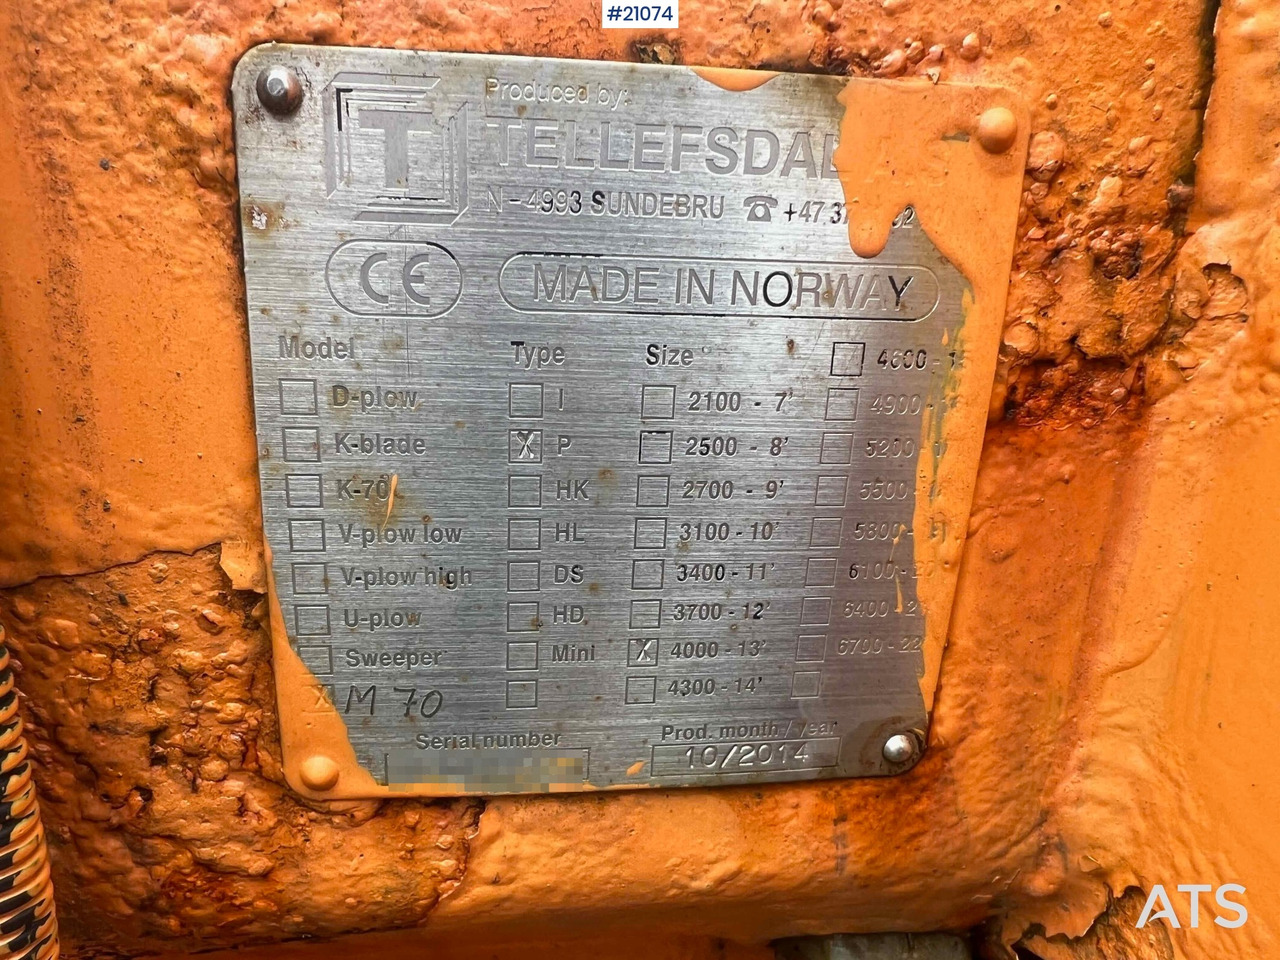 #21074
Produced by:
T TELLEFSDAL A/S
N - 4993 SUNDEBRU ☎ +47 37
CE MADE IN NORWAY
Model Type Size 4600 - 1
D-plow I 2100 - 7' 4900 -
K-blade X P 2500 - 8' 5200 -
K-70 HK 2700 - 9' 5500 -
V-plow low HL 3100 - 10' 5800 -
V-plow high DS 3400 - 11' 6100 - 20
U-plow HD 3700 - 12' 6400 - 21
Sweeper Mini X 4000 - 13' 6700 - 22
X M 70 4300 - 14'
Serial number Prod. month / year
10/2014
ATS